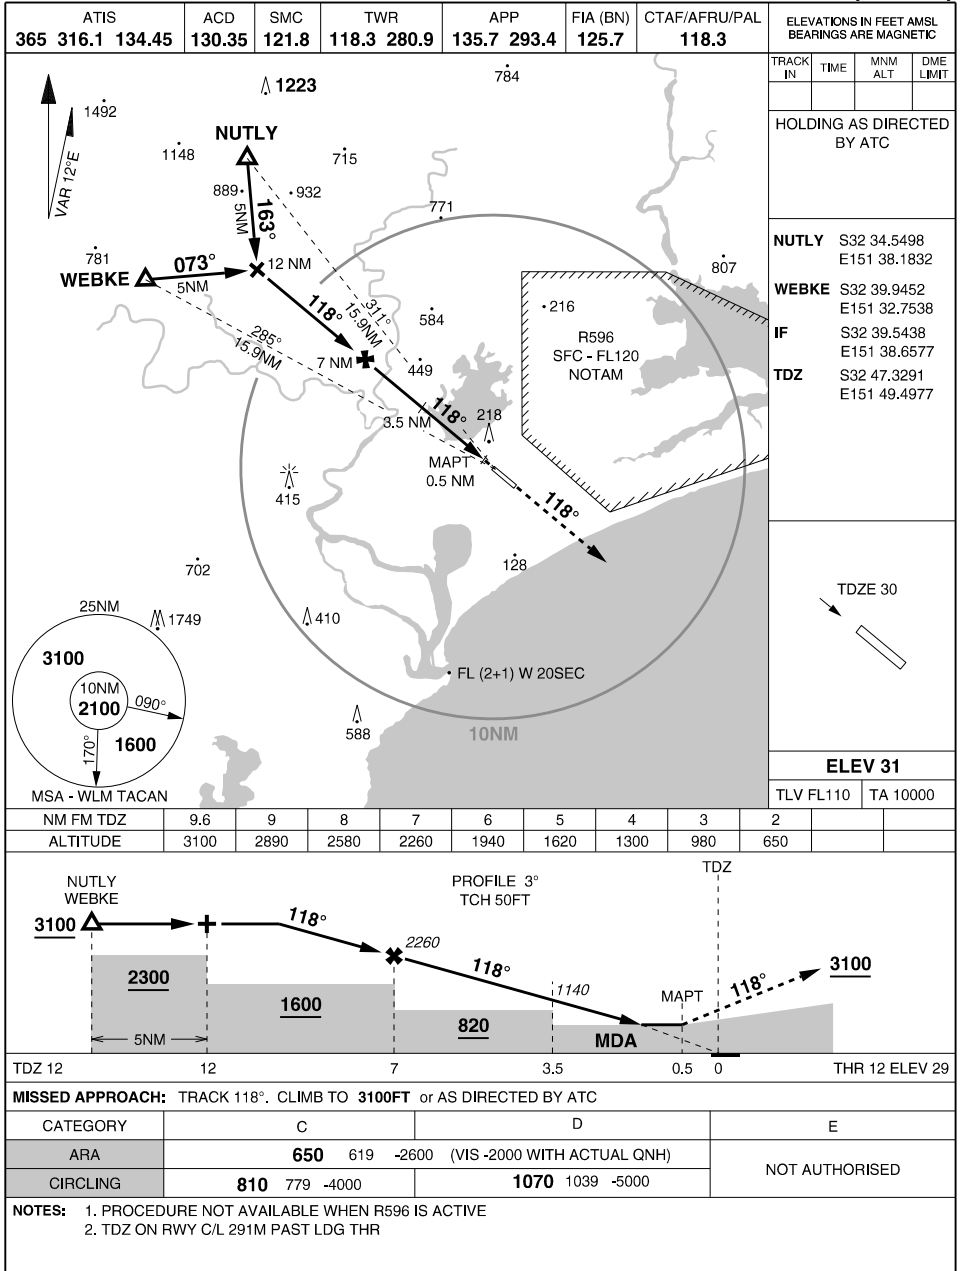 ATIS ACD SMC TWR APP FIA (BN) CTAF/AFRU/PAL
365 316.1 134.45 130.35 121.8 118.3 280.9 135.7 293.4 125.7 118.3
ELEVATIONS IN FEET AMSL
BEARINGS ARE MAGNETIC
TRACK IN TIME MNM ALT DME LIMIT
HOLDING AS DIRECTED
BY ATC
NUTLY S32 34.5498
E151 38.1832
WEBKE S32 39.9452
E151 32.7538
IF S32 39.5438
E151 38.6577
TDZ S32 47.3291
E151 49.4977
TDZE 30
ELEV 31
TLV FL110 TA 10000
VAR 12°E
784
1223
1492
NUTLY
1148
715
889
932
5NM
163°
771
781
WEBKE
073°
5NM
12 NM
807
118°
311°
15.9NM
584
216
R596
SFC - FL120
NOTAM
285°
15.9NM
7 NM
449
118°
3.5 NM
218
MAPT
0.5 NM
415
118°
702
128
25NM
1749
410
3100
10NM
2100
090°
170°
1600
FL (2+1) W 20SEC
588
10NM
MSA - WLM TACAN
NM FM TDZ 9.6 9 8 7 6 5 4 3 2
ALTITUDE 3100 2890 2580 2260 1940 1620 1300 980 650
NUTLY
WEBKE
PROFILE 3°
TCH 50FT
TDZ
3100
118°
2260
118°
1140
MAPT
118°
3100
2300
1600
820
MDA
5NM
TDZ 12 12 7 3.5 0.5 0 THR 12 ELEV 29
MISSED APPROACH: TRACK 118°. CLIMB TO 3100FT or AS DIRECTED BY ATC
CATEGORY C D E
ARA 650 619 -2600 (VIS -2000 WITH ACTUAL QNH) NOT AUTHORISED
CIRCLING 810 779 -4000 1070 1039 -5000
NOTES: 1. PROCEDURE NOT AVAILABLE WHEN R596 IS ACTIVE
2. TDZ ON RWY C/L 291M PAST LDG THR